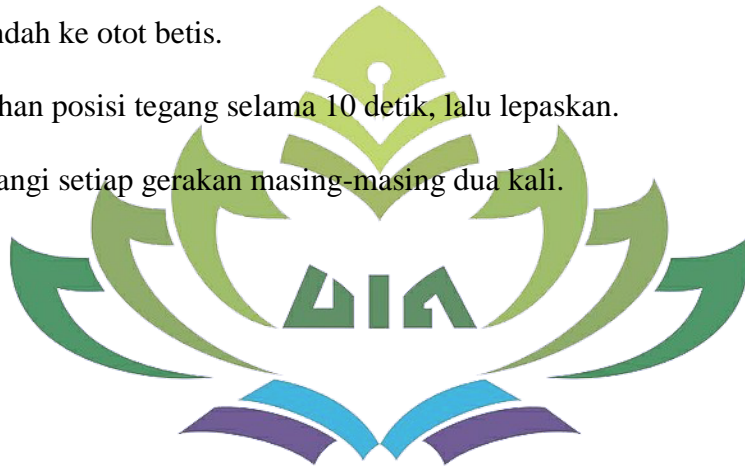 ndah ke otot betis.
han posisi tegang selama 10 detik, lalu lepaskan.
angi setiap gerakan masing-masing dua kali.
UIN